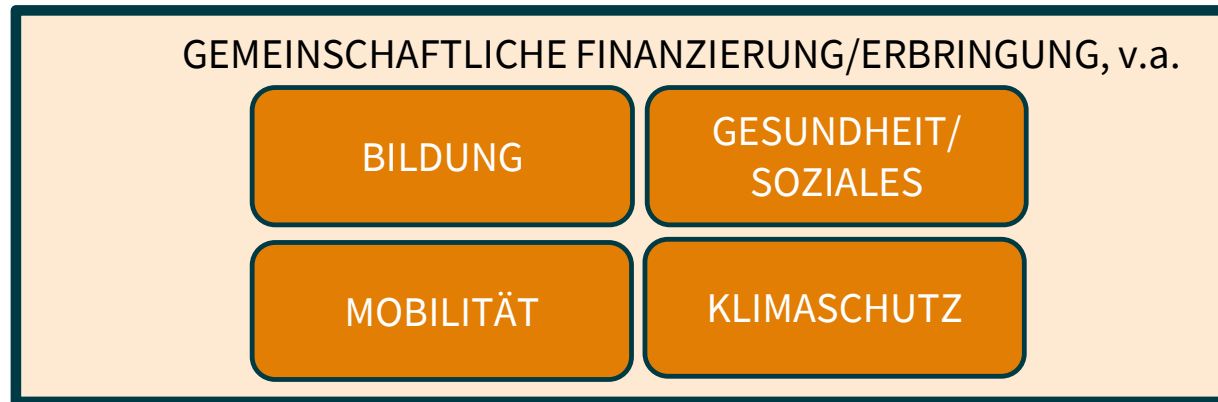 GEMEINSCHAFTLICHE FINANZIERUNG/ERBRINGUNG, v.a.
BILDUNG
GESUNDHEIT/
SOZIALES
MOBILITÄT
KLIMASCHUTZ